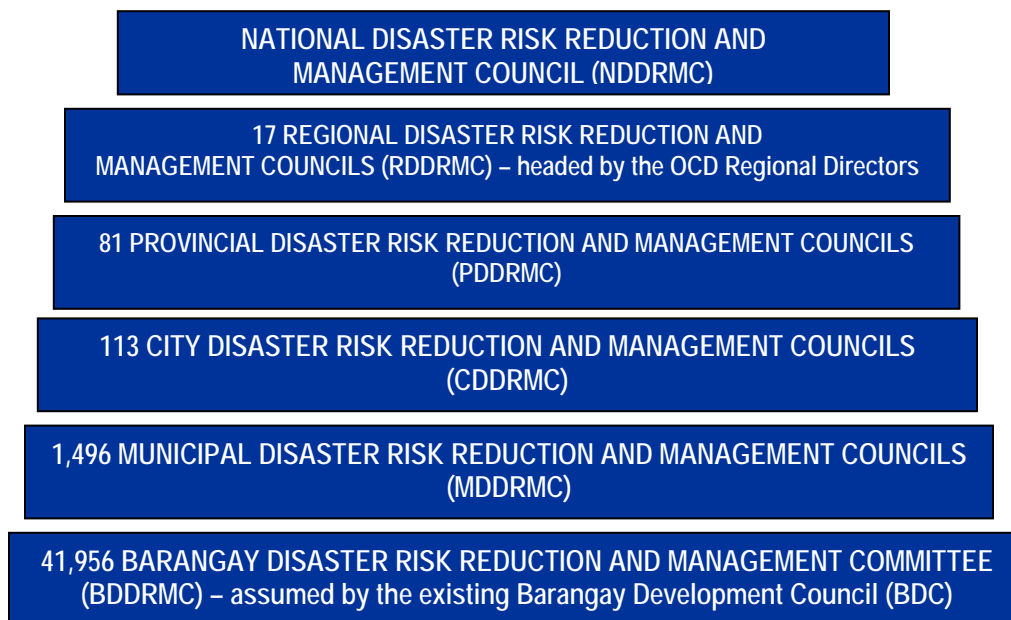 NATIONAL DISASTER RISK REDUCTION AND
MANAGEMENT COUNCIL (NDDRMC)
17 REGIONAL DISASTER RISK REDUCTION AND
MANAGEMENT COUNCILS (RDDRMC) – headed by the OCD Regional Directors
81 PROVINCIAL DISASTER RISK REDUCTION AND MANAGEMENT COUNCILS
(PDDRMC)
113 CITY DISASTER RISK REDUCTION AND MANAGEMENT COUNCILS
(CDDRMC)
1,496 MUNICIPAL DISASTER RISK REDUCTION AND MANAGEMENT COUNCILS
(MDDRMC)
41,956 BARANGAY DISASTER RISK REDUCTION AND MANAGEMENT COMMITTEE
(BDDRMC) – assumed by the existing Barangay Development Council (BDC)